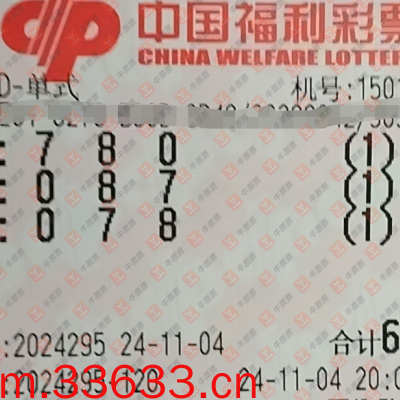 中国福利彩票
CHINA WELFARE LOTTER
D-单式 机号:1501
: 7 8 0 (1)
: 0 8 7 (1)
: 0 7 8 (1)
:2024295 24-11-04 合计6
:2024295-120 24-11-04 20:0
m.33633.cn